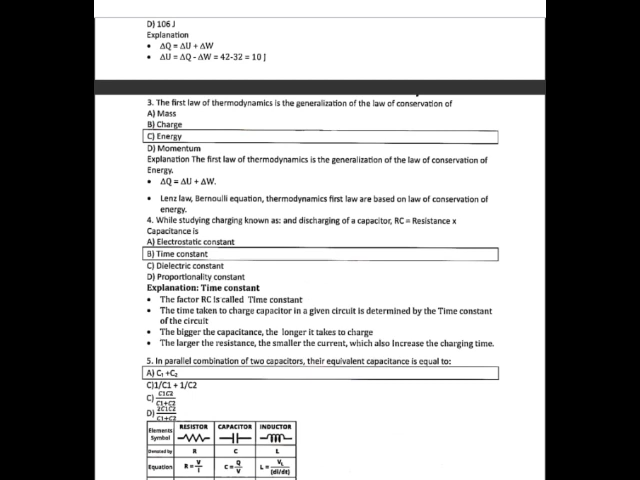 D) 106 J
Explanation
• ΔQ = ΔU + ΔW
• ΔU = ΔQ - ΔW = 42-32 = 10 J
3. The first law of thermodynamics is the generalization of the law of conservation of
A) Mass
B) Charge
C) Energy
D) Momentum
Explanation The first law of thermodynamics is the generalization of the law of conservation of
Energy.
• ΔQ = ΔU + ΔW.
• Lenz law, Bernoulli equation, thermodynamics first law are based on law of conservation of
energy.
4. While studying charging known as: and discharging of a capacitor, RC = Resistance x
Capacitance is
A) Electrostatic constant
B) Time constant
C) Dielectric constant
D) Proportionality constant
Explanation: Time constant
• The factor RC is called Time constant
• The time taken to charge capacitor in a given circuit is determined by the Time constant
of the circuit
• The bigger the capacitance, the longer it takes to charge
• The larger the resistance, the smaller the current, which also Increase the charging time.
5. In parallel combination of two capacitors, their equivalent capacitance is equal to:
A) C₁ +C₂
C)1/C1 + 1/C2
C) C1C2 / C1+C2
D) 2C1C2 / C1+C2
Elements RESISTOR CAPACITOR INDUCTOR
Symbol
Denoted by R C L
Equation R = V/I C = Q/V L = V_L/(di/dt)